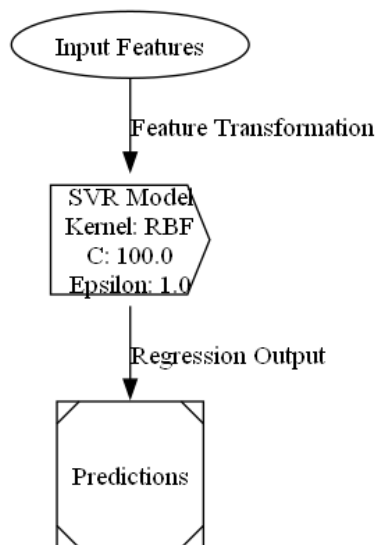 Input Features
Feature Transformation
SVR Model
Kernel: RBF
C: 100.0
Epsilon: 1.0
Regression Output
Predictions